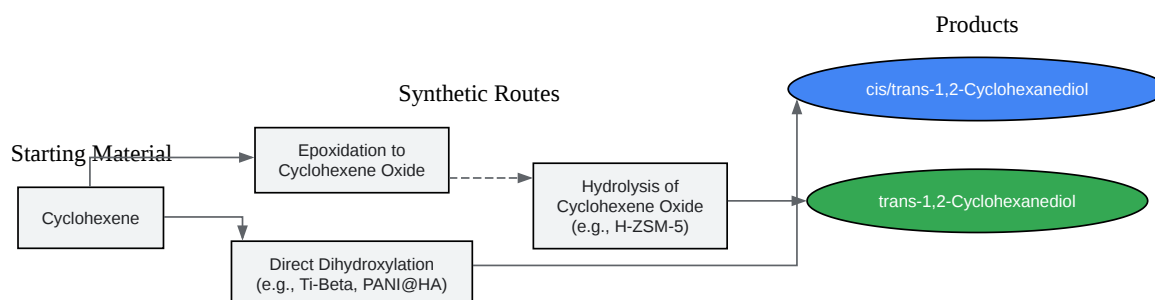 Products
cis/trans-1,2-Cyclohexanediol
Synthetic Routes
Starting Material
Epoxidation to
Cyclohexene Oxide
Hydrolysis of
Cyclohexene Oxide
(e.g., H-ZSM-5)
trans-1,2-Cyclohexanediol
Cyclohexene
Direct Dihydroxylation
(e.g., Ti-Beta, PANI@HA)